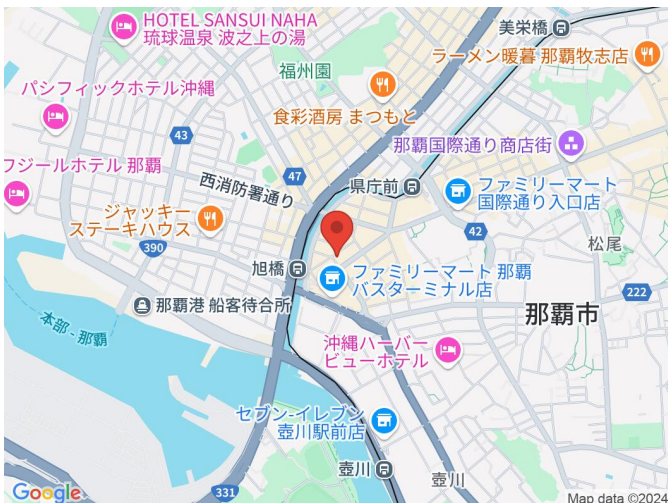 HOTEL SANSUI NAHA
琉球温泉 波之上の湯
美栄橋
ラーメン暖暮 那覇牧志店
福州園
パシフィックホテル沖縄
食彩酒房 まつもと
43
那覇国際通り商店街
フジールホテル 那覇
47
西消防署通り
県庁前
ファミリーマート
国際通り入口店
ジャッキー
ステーキハウス
42
松尾
390
旭橋
ファミリーマート 那覇
バスターミナル店
222
那覇港 船客待合所
那覇市
本部 - 那覇
沖縄ハーバー
ビューホテル
セブン-イレブン
壺川駅前店
壺川
壺川
331
Google
Map data ©2024